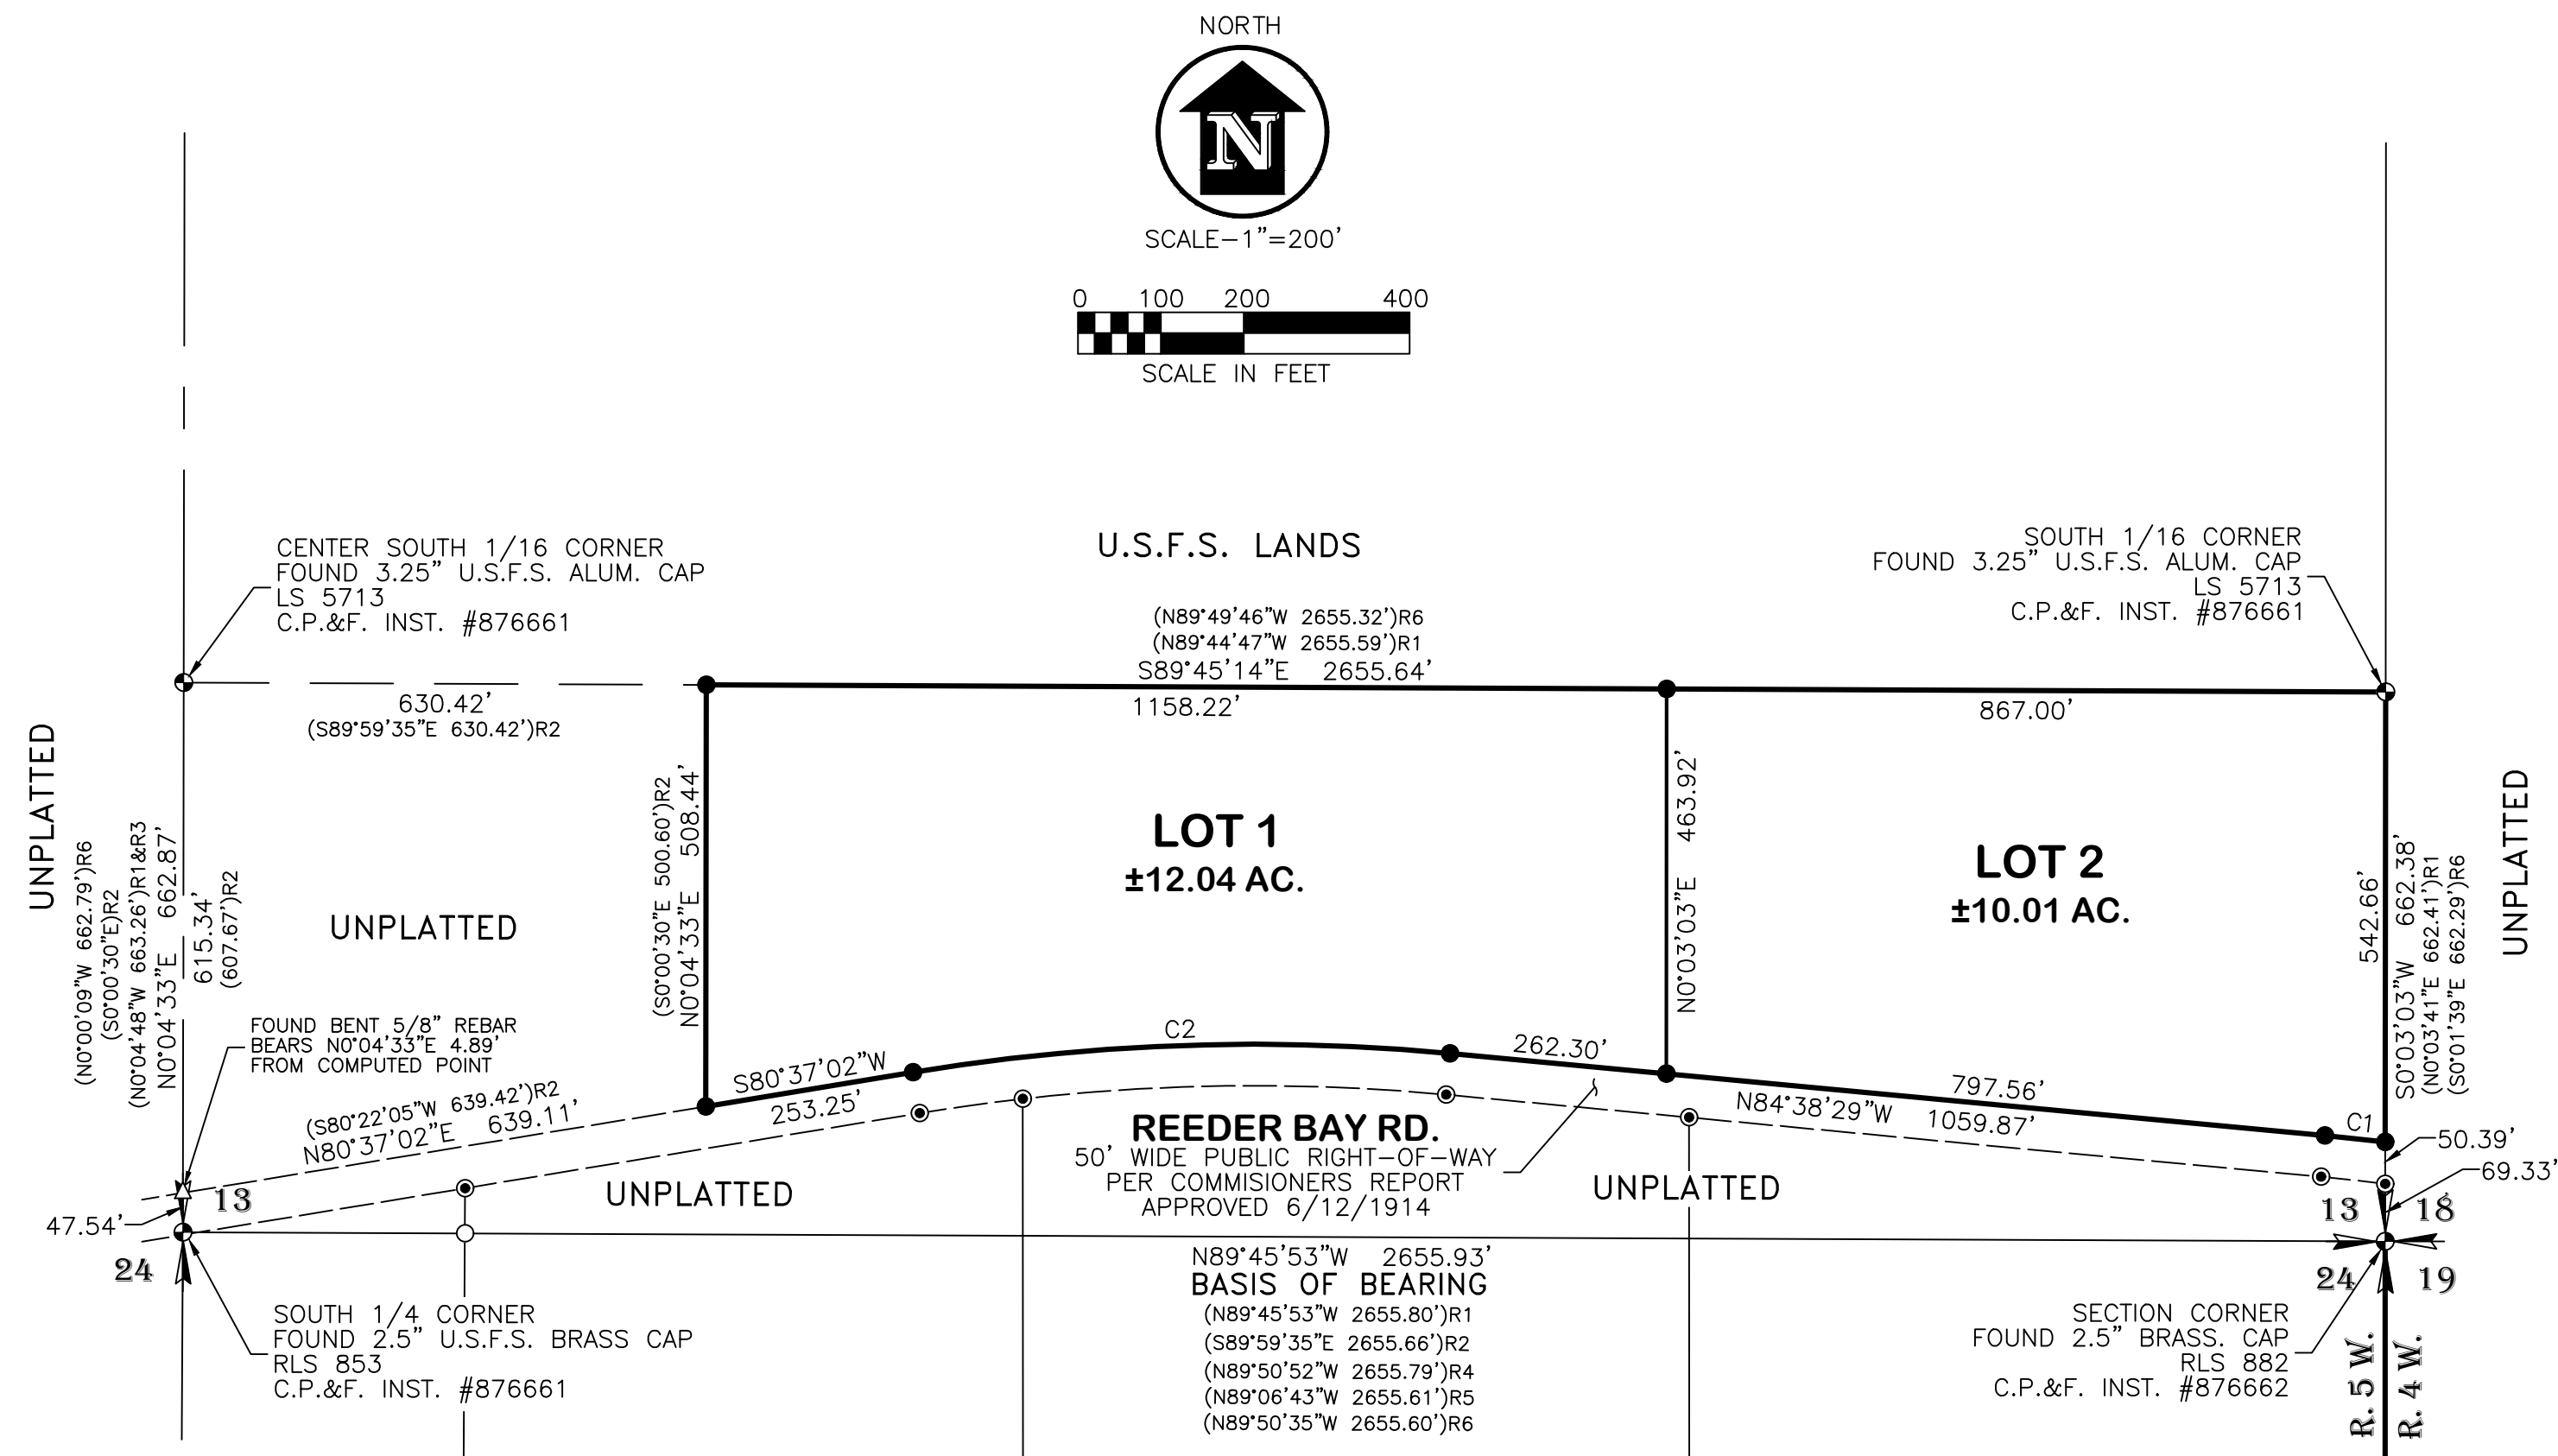 NORTH
N
SCALE-1"=200'
0 100 200 400
SCALE IN FEET
U.S.F.S. LANDS
CENTER SOUTH 1/16 CORNER
FOUND 3.25" U.S.F.S. ALUM. CAP
LS 5713
C.P.&F. INST. #876661
SOUTH 1/16 CORNER
FOUND 3.25" U.S.F.S. ALUM. CAP
LS 5713
C.P.&F. INST. #876661
(N89°49'46"W 2655.32')R6
(N89°44'47"W 2655.59')R1
S89°45'14"E 2655.64'
630.42'
(S89°59'35"E 630.42')R2
1158.22'
867.00'
UNPLATTED
(N0°00'09"W 662.79')R6
(S0°00'30"E)R2
(N0°04'48"W 663.26')R1&R3
N0°04'33"E 662.87'
615.34'
(607.67')R2
UNPLATTED
(S0°00'30"E 500.60')R2
N0°04'33"E 508.44'
LOT 1
±12.04 AC.
N0°03'03"E 463.92'
LOT 2
±10.01 AC.
542.66'
S0°03'03"W 662.38'
(N0°03'41"E 662.41')R1
(S0°01'39"E 662.29')R6
UNPLATTED
FOUND BENT 5/8" REBAR
BEARS N0°04'33"E 4.89'
FROM COMPUTED POINT
(S80°22'05"W 639.42')R2
N80°37'02"E 639.11'
S80°37'02"W
253.25'
C2
262.30'
797.56'
N84°38'29"W 1059.87'
C1
50.39'
69.33'
REEDER BAY RD.
50' WIDE PUBLIC RIGHT-OF-WAY
PER COMMISIONERS REPORT
APPROVED 6/12/1914
UNPLATTED
UNPLATTED
47.54'
13
24
13 18
24 19
N89°45'53"W 2655.93'
BASIS OF BEARING
(N89°45'53"W 2655.80')R1
(S89°59'35"E 2655.66')R2
(N89°50'52"W 2655.79')R4
(N89°06'43"W 2655.61')R5
(N89°50'35"W 2655.60')R6
SOUTH 1/4 CORNER
FOUND 2.5" U.S.F.S. BRASS CAP
RLS 853
C.P.&F. INST. #876661
SECTION CORNER
FOUND 2.5" BRASS. CAP
RLS 882
C.P.&F. INST. #876662
R. 5 W.
R. 4 W.